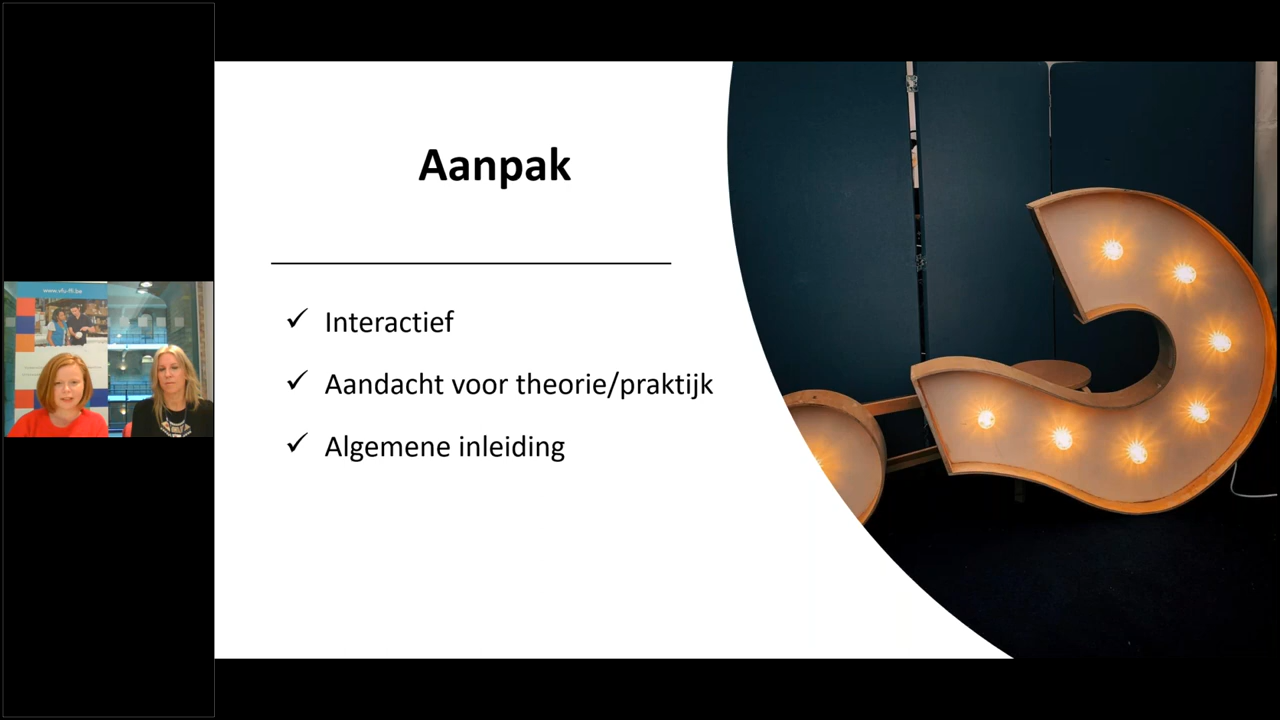 Aanpak
✓ Interactief
✓ Aandacht voor theorie/praktijk
✓ Algemene inleiding